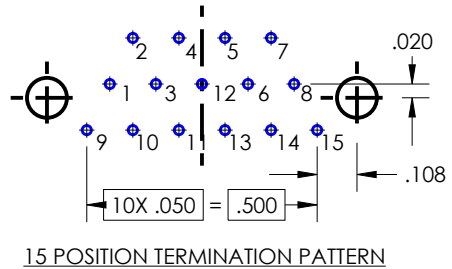 2 4 5 7
.020
1 3 12 6 8
9 10 11 13 14 15
.108
10X .050 = .500
15 POSITION TERMINATION PATTERN